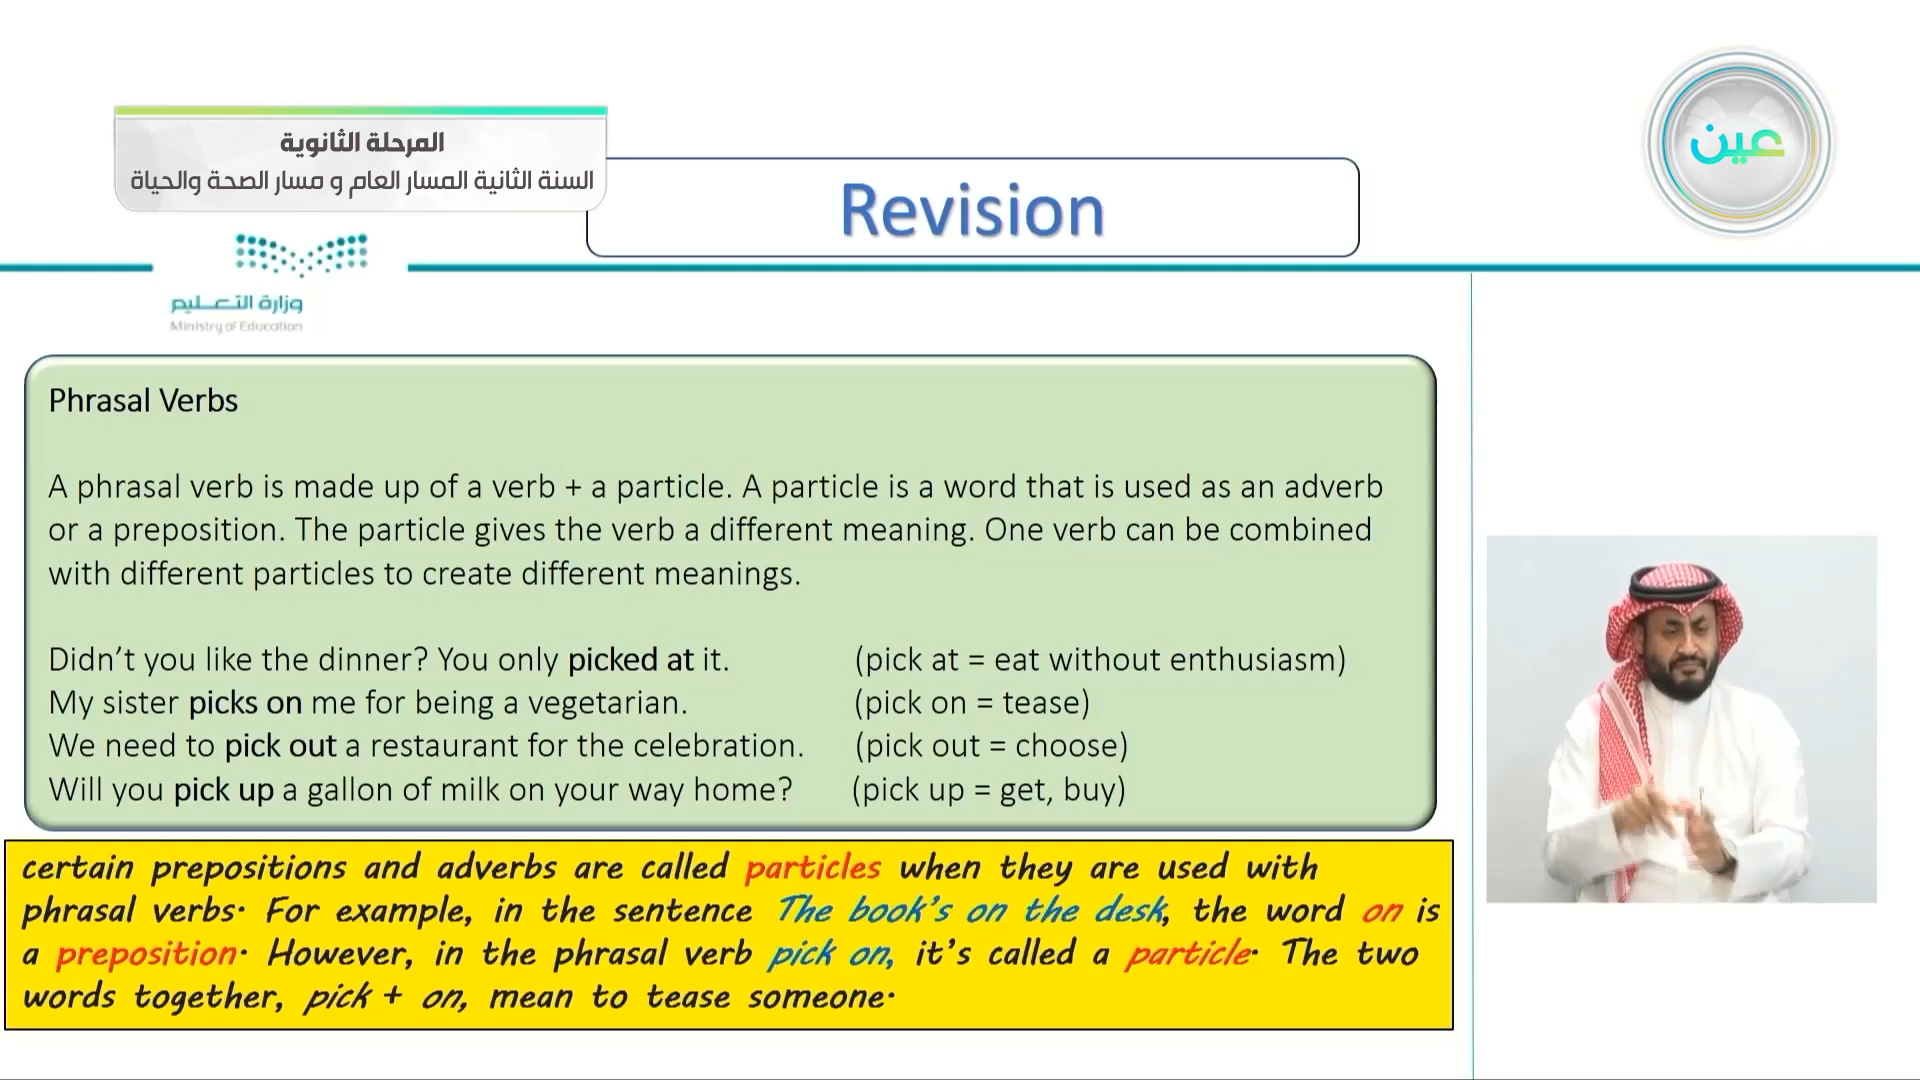 المرحلة الثانوية
السنة الثانية المسار العام و مسار الصحة والحياة
Revision
عين
وزارة التعليم
Ministry of Education
Phrasal Verbs
A phrasal verb is made up of a verb + a particle. A particle is a word that is used as an adverb
or a preposition. The particle gives the verb a different meaning. One verb can be combined
with different particles to create different meanings.
Didn't you like the dinner? You only picked at it. (pick at = eat without enthusiasm)
My sister picks on me for being a vegetarian. (pick on = tease)
We need to pick out a restaurant for the celebration. (pick out = choose)
Will you pick up a gallon of milk on your way home? (pick up = get, buy)
certain prepositions and adverbs are called particles when they are used with
phrasal verbs. For example, in the sentence The book's on the desk, the word on is
a preposition. However, in the phrasal verb pick on, it's called a particle. The two
words together, pick + on, mean to tease someone.